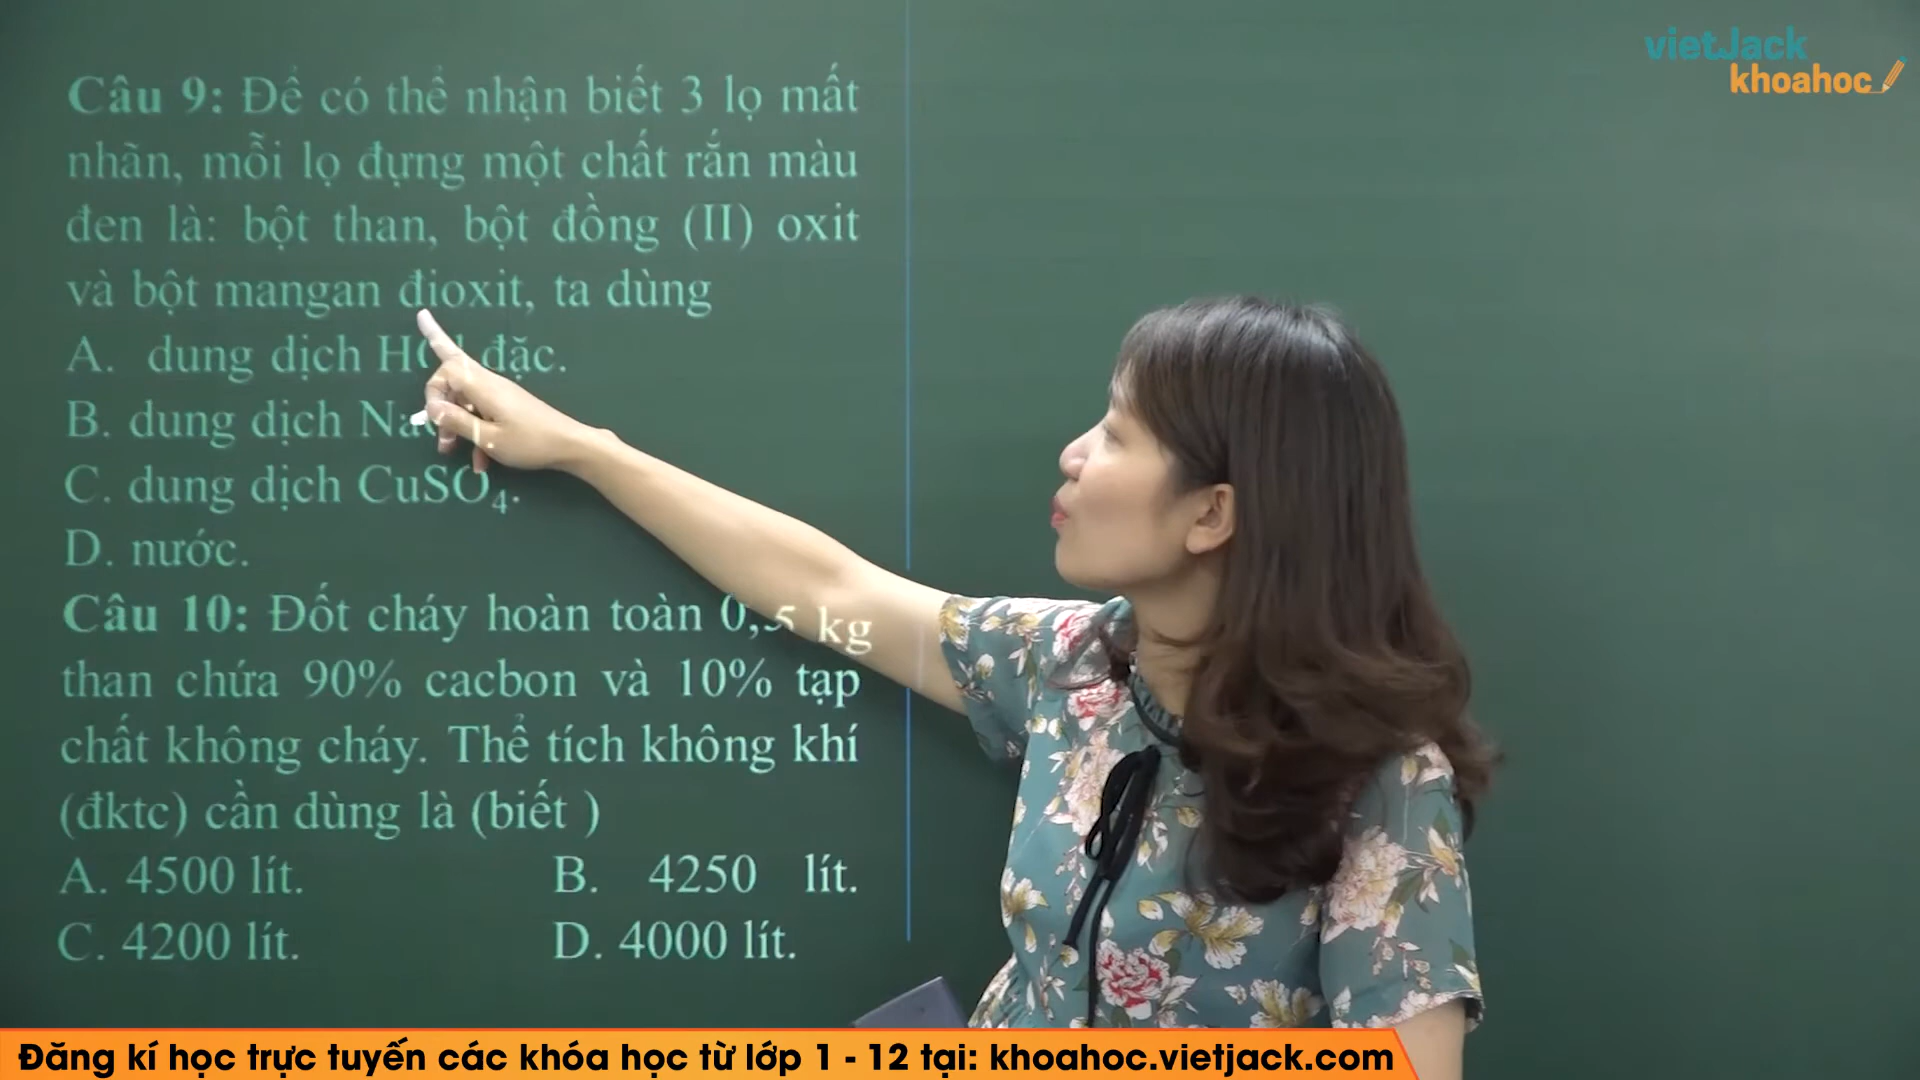 vietJack
khoahoc
Câu 9: Để có thể nhận biết 3 lọ mất
nhãn, mỗi lọ đựng một chất rắn màu
đen là: bột than, bột đồng (II) oxit
và bột mangan đioxit, ta dùng
A. dung dịch HCl đặc.
B. dung dịch
C. dung dịch CuSO₄.
D. nước.
Câu 10: Đốt cháy hoàn toàn 0,5 kg
than chứa 90% cacbon và 10% tạp
chất không cháy. Thể tích không khí
(đktc) cần dùng là (biết )
A. 4500 lít. B. 4250 lít.
C. 4200 lít. D. 4000 lít.
Đăng kí học trực tuyến các khóa học từ lớp 1 - 12 tại: khoahoc.vietjack.com